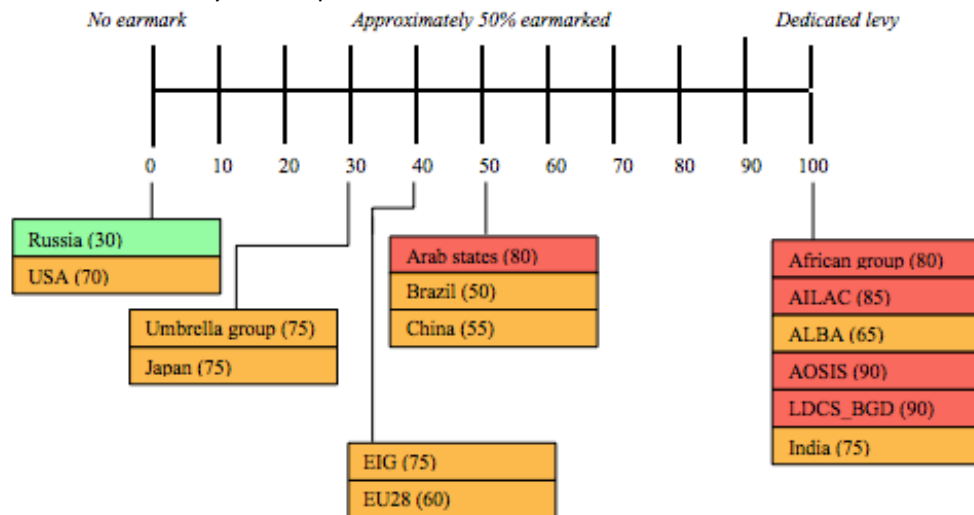 No earmark Approximately 50% earmarked Dedicated levy
0 10 20 30 40 50 60 70 80 90 100
Russia (30)
USA (70)
Umbrella group (75)
Japan (75)
EIG (75)
EU28 (60)
Arab states (80)
Brazil (50)
China (55)
African group (80)
AILAC (85)
ALBA (65)
AOSIS (90)
LDCS_BGD (90)
India (75)